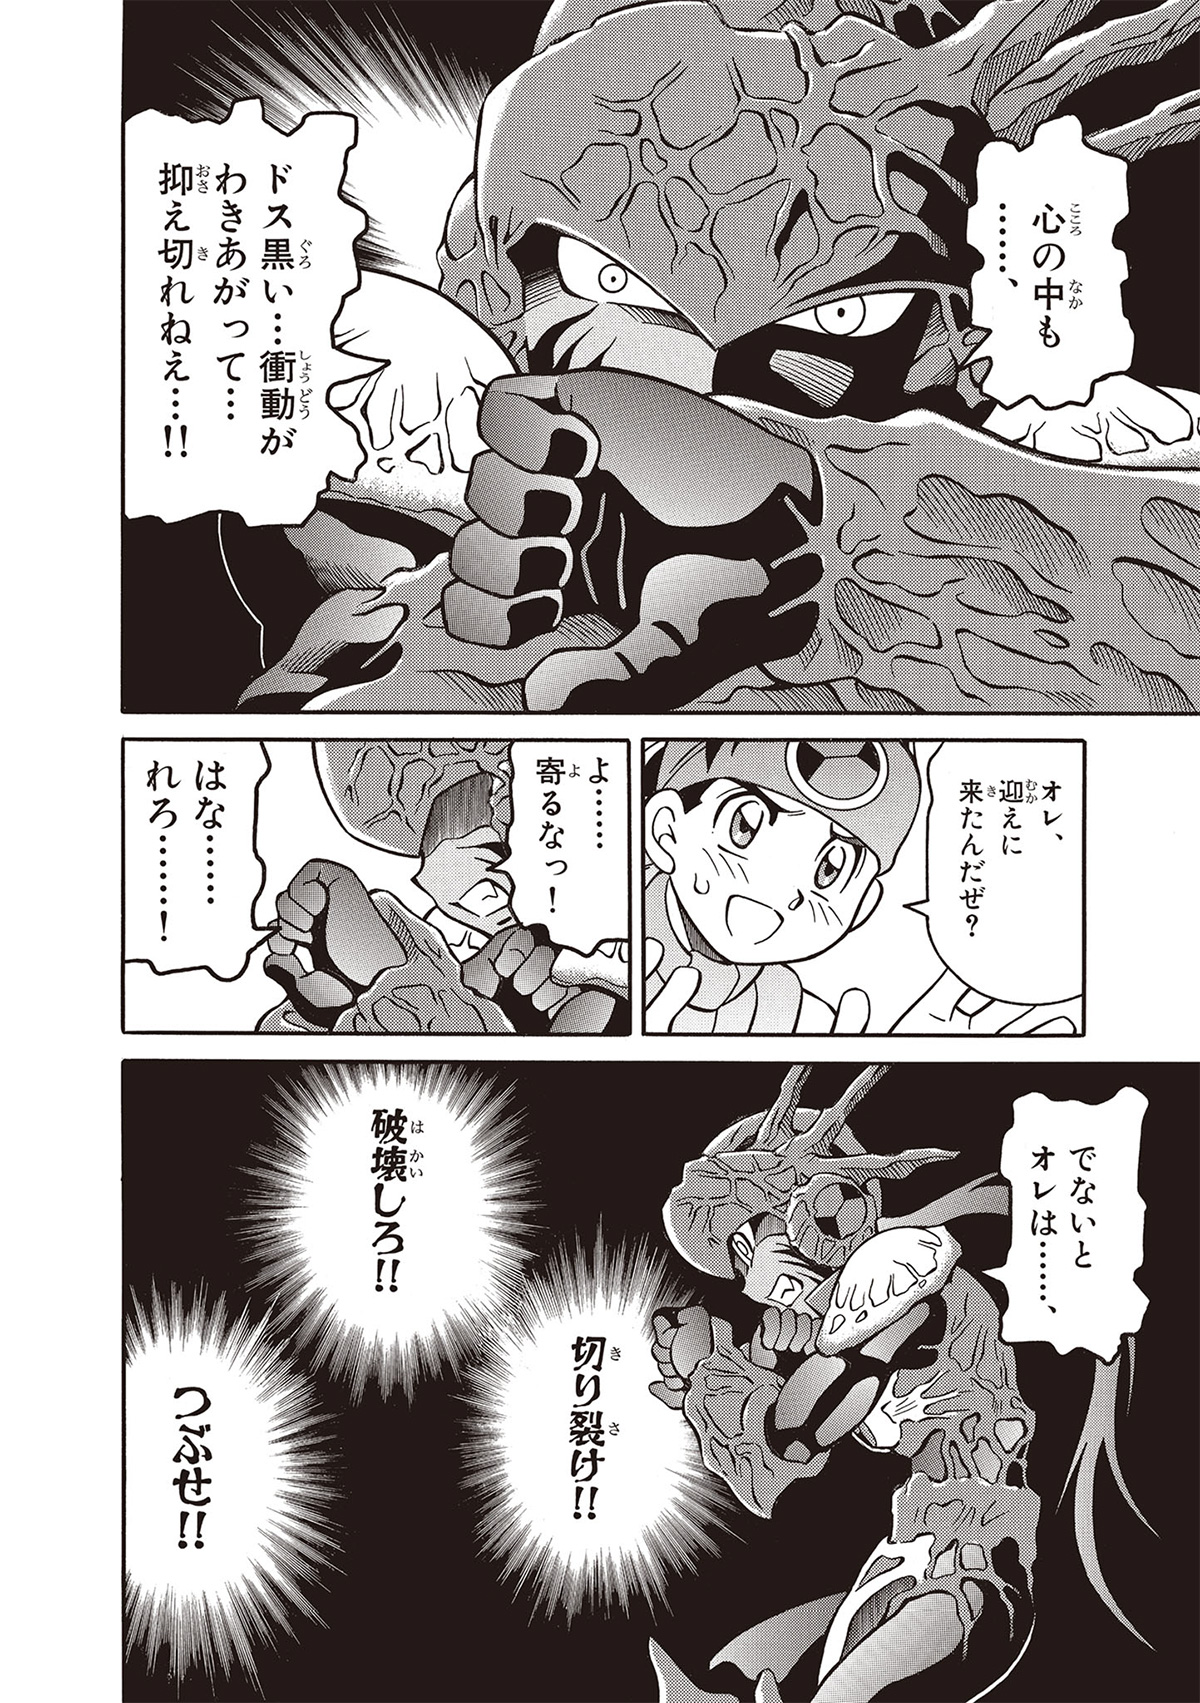 心の中も
……、
ドス黒い…衝動が
わきあがって…
抑え切れねえ…!!
オレ、
迎えに
来たんだぜ？
よ……
寄るなっ！
はな……
れろ………！
でないと
オレは……、
破壊しろ!!
切り裂け!!
つぶせ!!